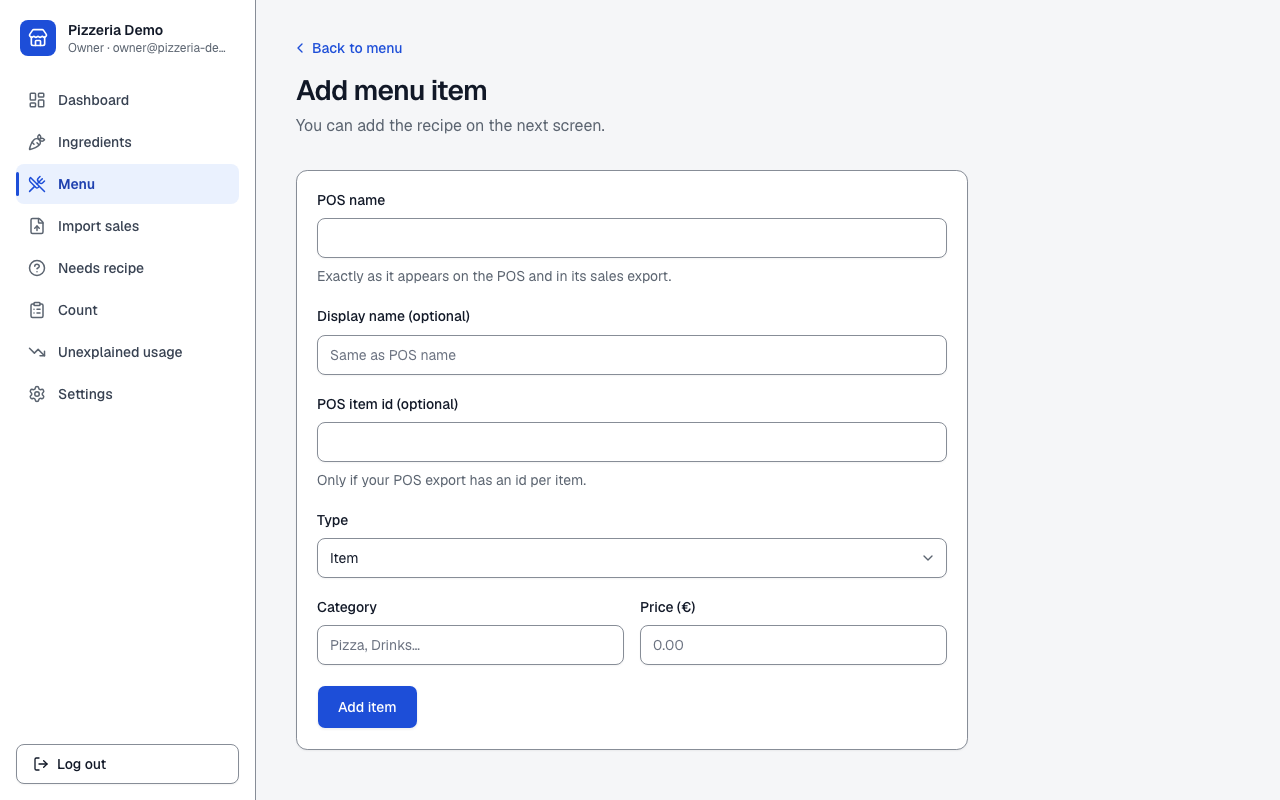 Pizzeria Demo
Owner · owner@pizzeria-de…
Dashboard
Ingredients
Menu
Import sales
Needs recipe
Count
Unexplained usage
Settings
Log out
Back to menu
Add menu item
You can add the recipe on the next screen.
POS name
Exactly as it appears on the POS and in its sales export.
Display name (optional)
Same as POS name
POS item id (optional)
Only if your POS export has an id per item.
Type
Item
Category
Price (€)
Pizza, Drinks…
0.00
Add item